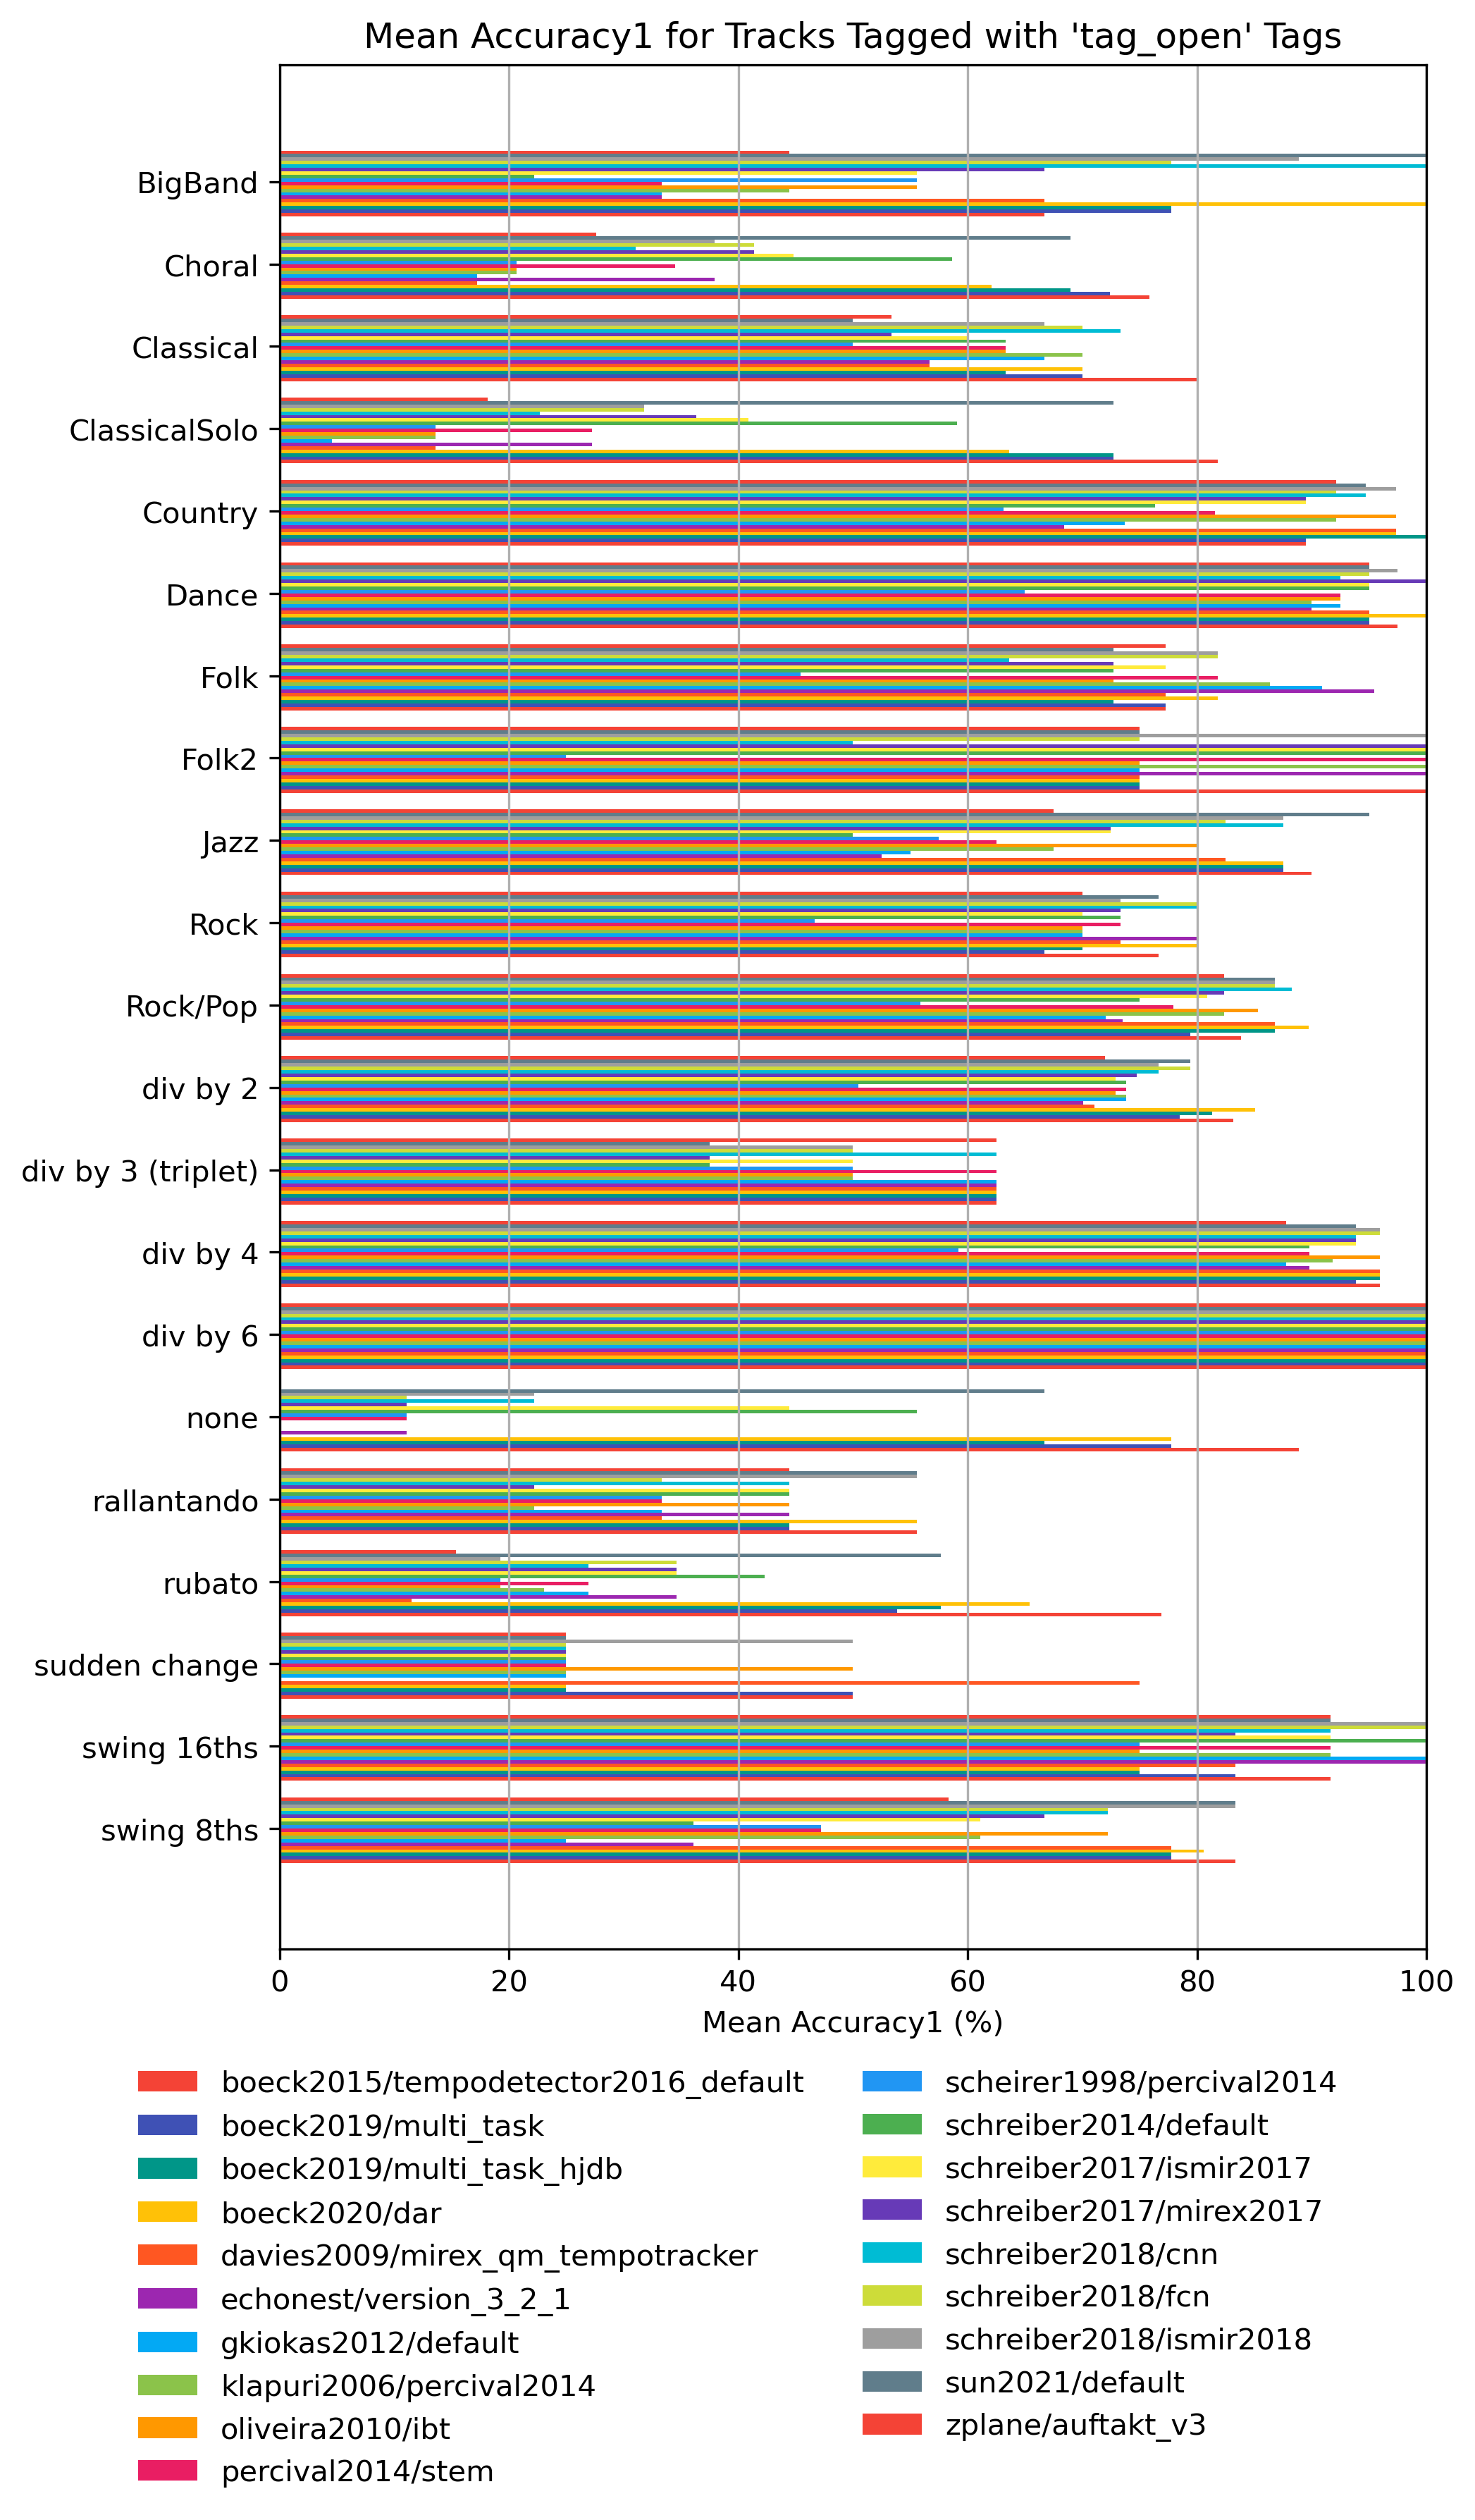 Mean Accuracy1 for Tracks Tagged with 'tag_open' Tags
BigBand
Choral
Classical
ClassicalSolo
Country
Dance
Folk
Folk2
Jazz
Rock
Rock/Pop
div by 2
div by 3 (triplet)
div by 4
div by 6
none
rallantando
rubato
sudden change
swing 16ths
swing 8ths
0 20 40 60 80 100
Mean Accuracy1 (%)
boeck2015/tempodetector2016_default
boeck2019/multi_task
boeck2019/multi_task_hjdb
boeck2020/dar
davies2009/mirex_qm_tempotracker
echonest/version_3_2_1
gkiokas2012/default
klapuri2006/percival2014
oliveira2010/ibt
percival2014/stem
scheirer1998/percival2014
schreiber2014/default
schreiber2017/ismir2017
schreiber2017/mirex2017
schreiber2018/cnn
schreiber2018/fcn
schreiber2018/ismir2018
sun2021/default
zplane/auftakt_v3